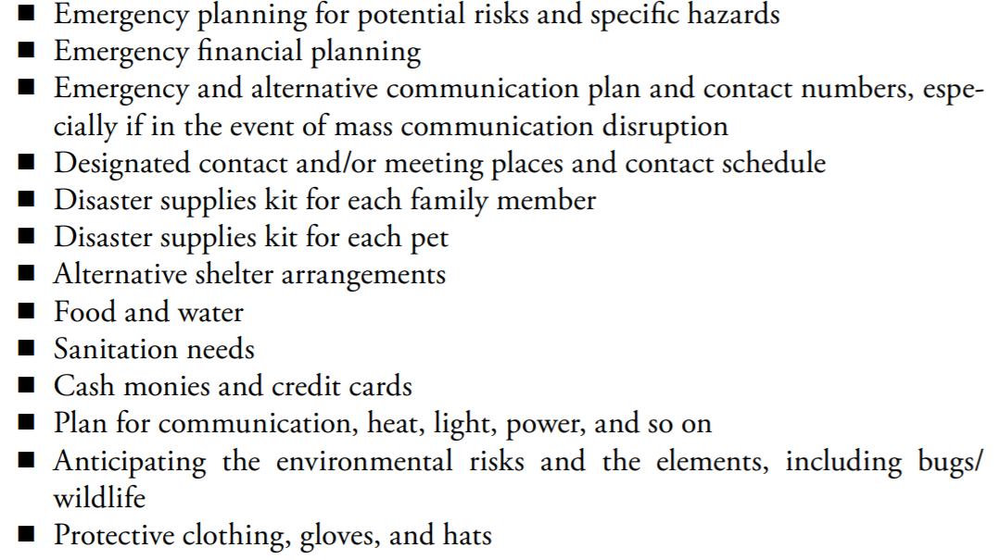 ■ Emergency planning for potential risks and specific hazards
■ Emergency financial planning
■ Emergency and alternative communication plan and contact numbers, espe-
cially if in the event of mass communication disruption
■ Designated contact and/or meeting places and contact schedule
■ Disaster supplies kit for each family member
■ Disaster supplies kit for each pet
■ Alternative shelter arrangements
■ Food and water
■ Sanitation needs
■ Cash monies and credit cards
■ Plan for communication, heat, light, power, and so on
■ Anticipating the environmental risks and the elements, including bugs/
wildlife
■ Protective clothing, gloves, and hats